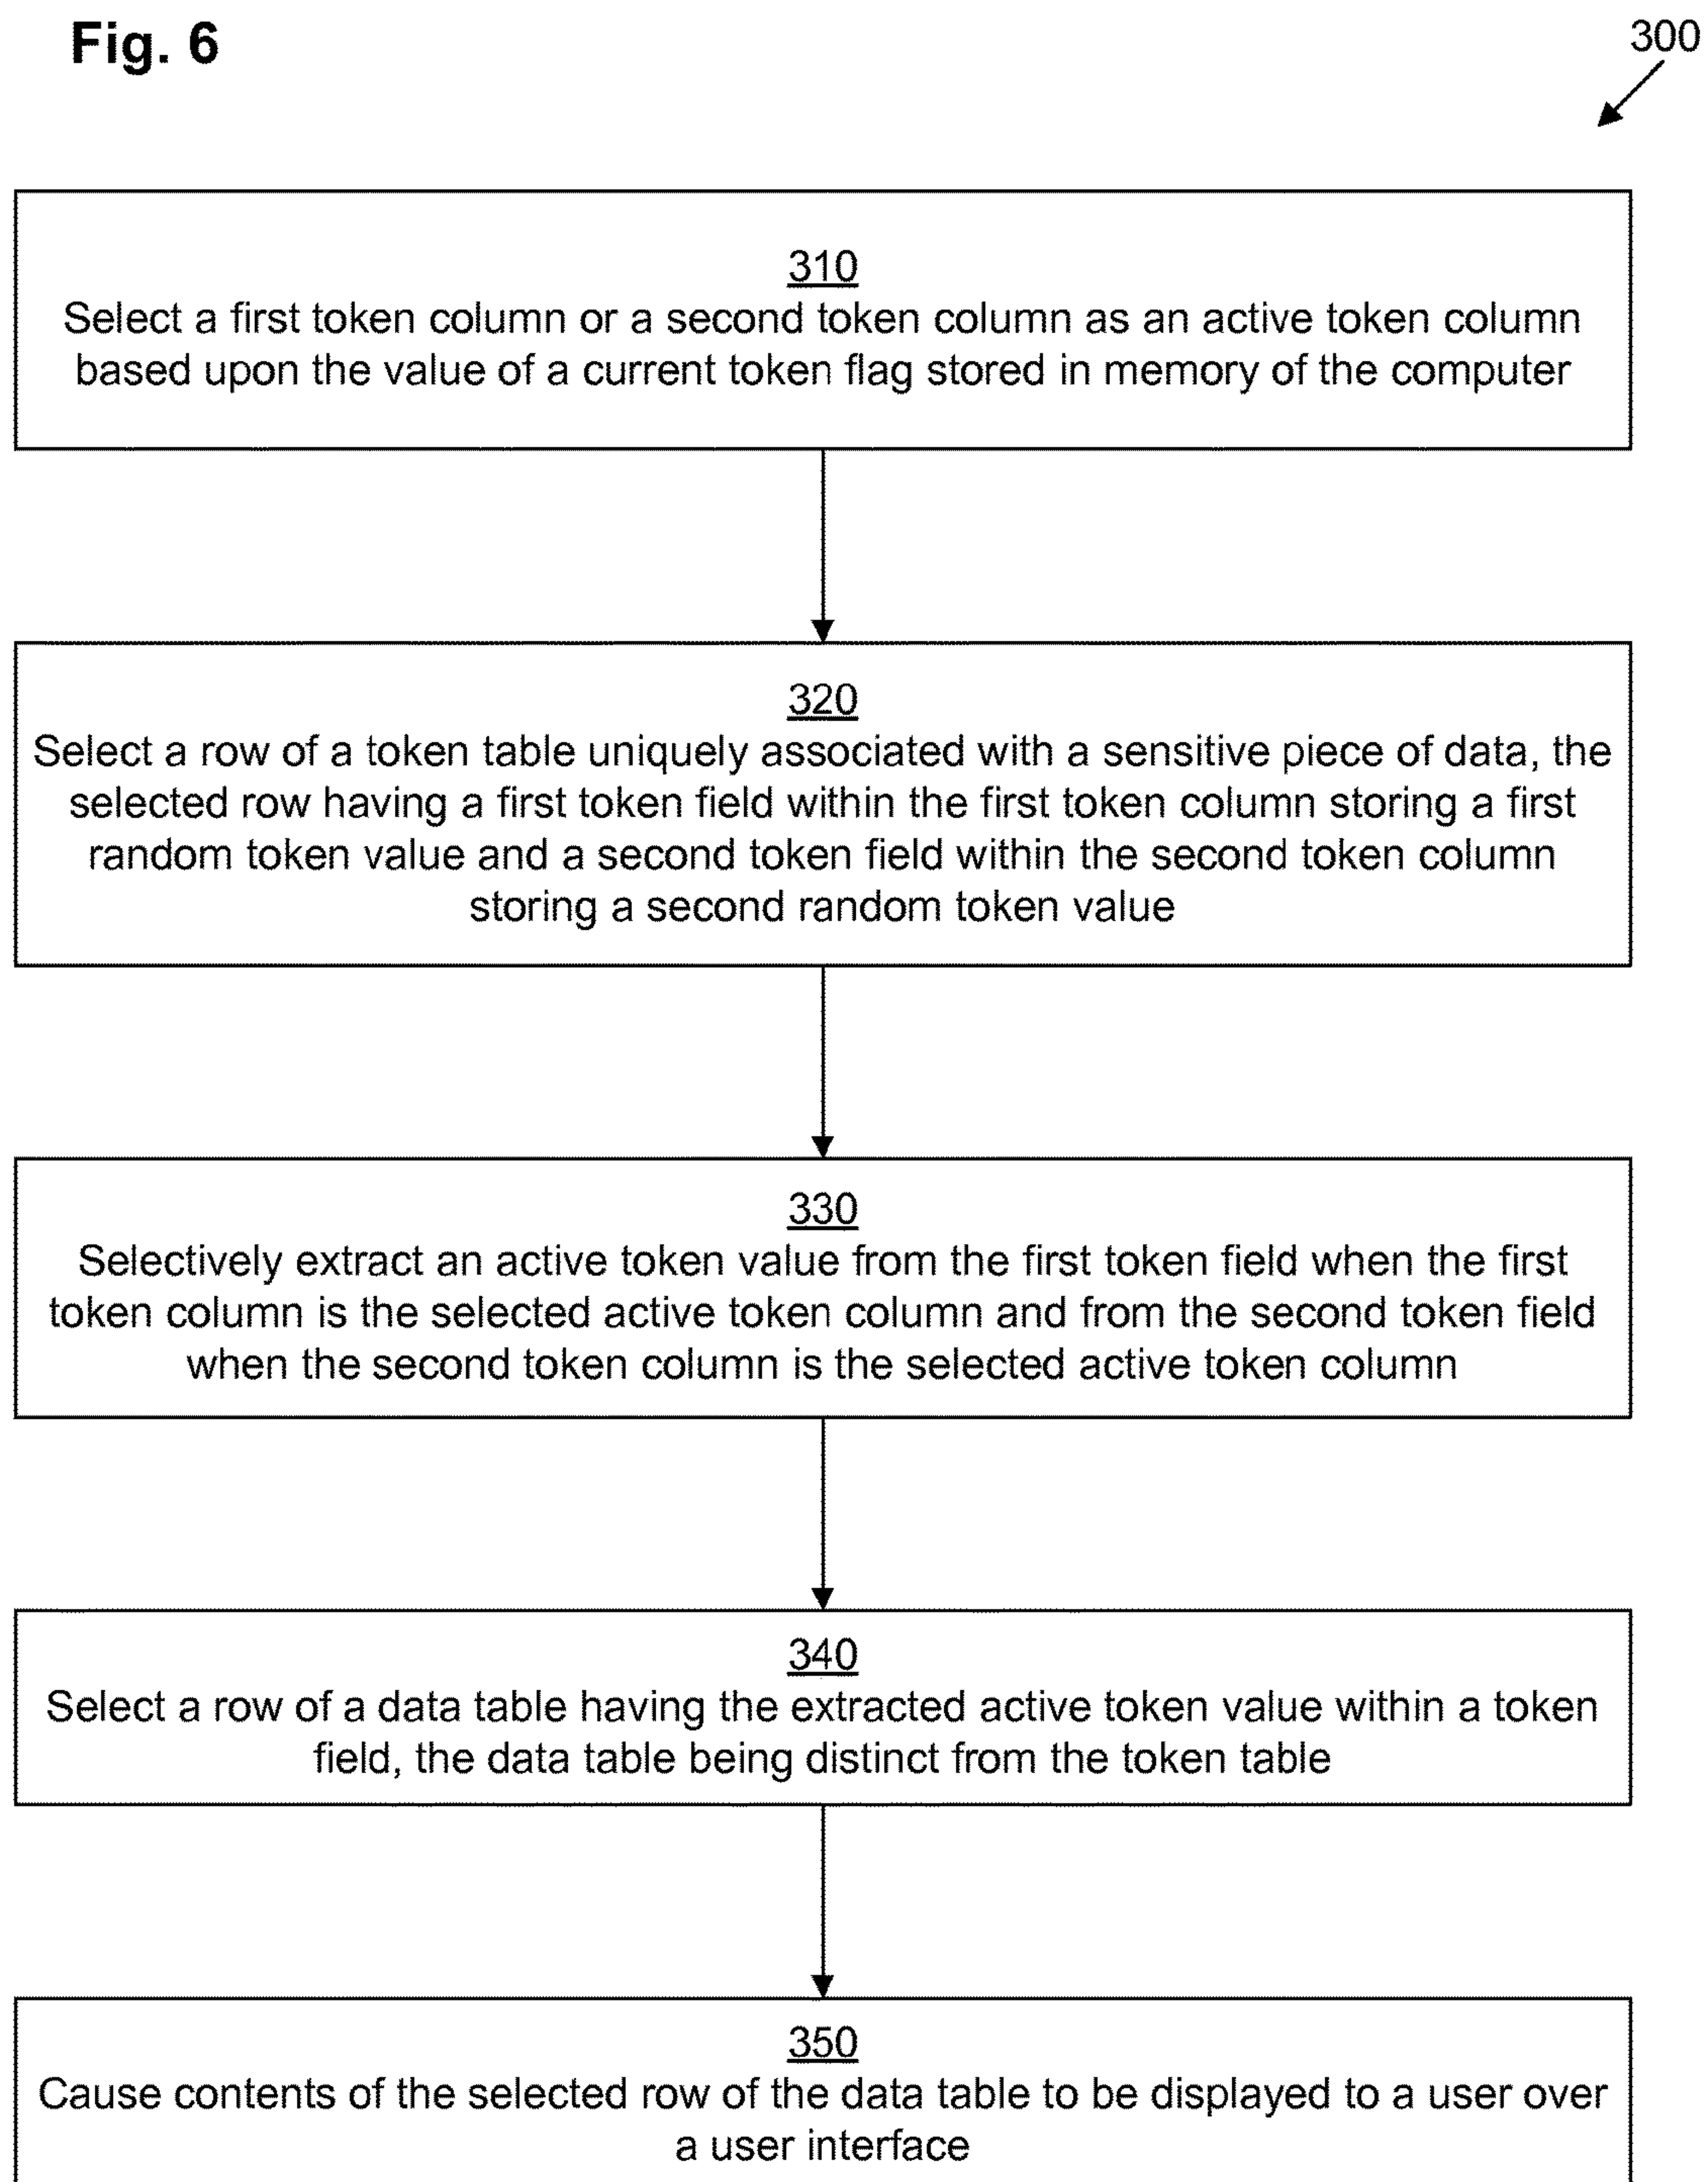 Fig. 6
300
310
Select a first token column or a second token column as an active token column
based upon the value of a current token flag stored in memory of the computer
320
Select a row of a token table uniquely associated with a sensitive piece of data, the
selected row having a first token field within the first token column storing a first
random token value and a second token field within the second token column
storing a second random token value
330
Selectively extract an active token value from the first token field when the first
token column is the selected active token column and from the second token field
when the second token column is the selected active token column
340
Select a row of a data table having the extracted active token value within a token
field, the data table being distinct from the token table
350
Cause contents of the selected row of the data table to be displayed to a user over
a user interface